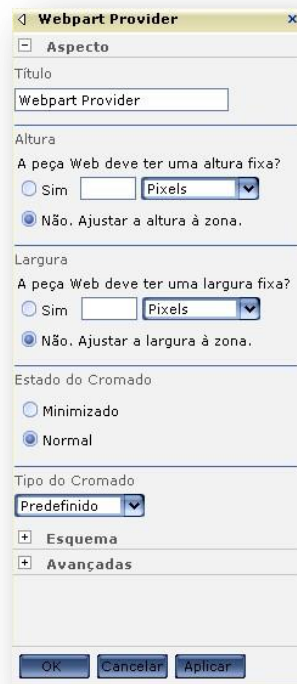 Webpart Provider
Aspecto
Título
Webpart Provider
Altura
A peça Web deve ter uma altura fixa?
Sim Pixels
Não. Ajustar a altura à zona.
Largura
A peça Web deve ter uma largura fixa?
Sim Pixels
Não. Ajustar a largura à zona.
Estado do Cromado
Minimizado
Normal
Tipo do Cromado
Predefinido
Esquema
Avançadas
OK Cancelar Aplicar